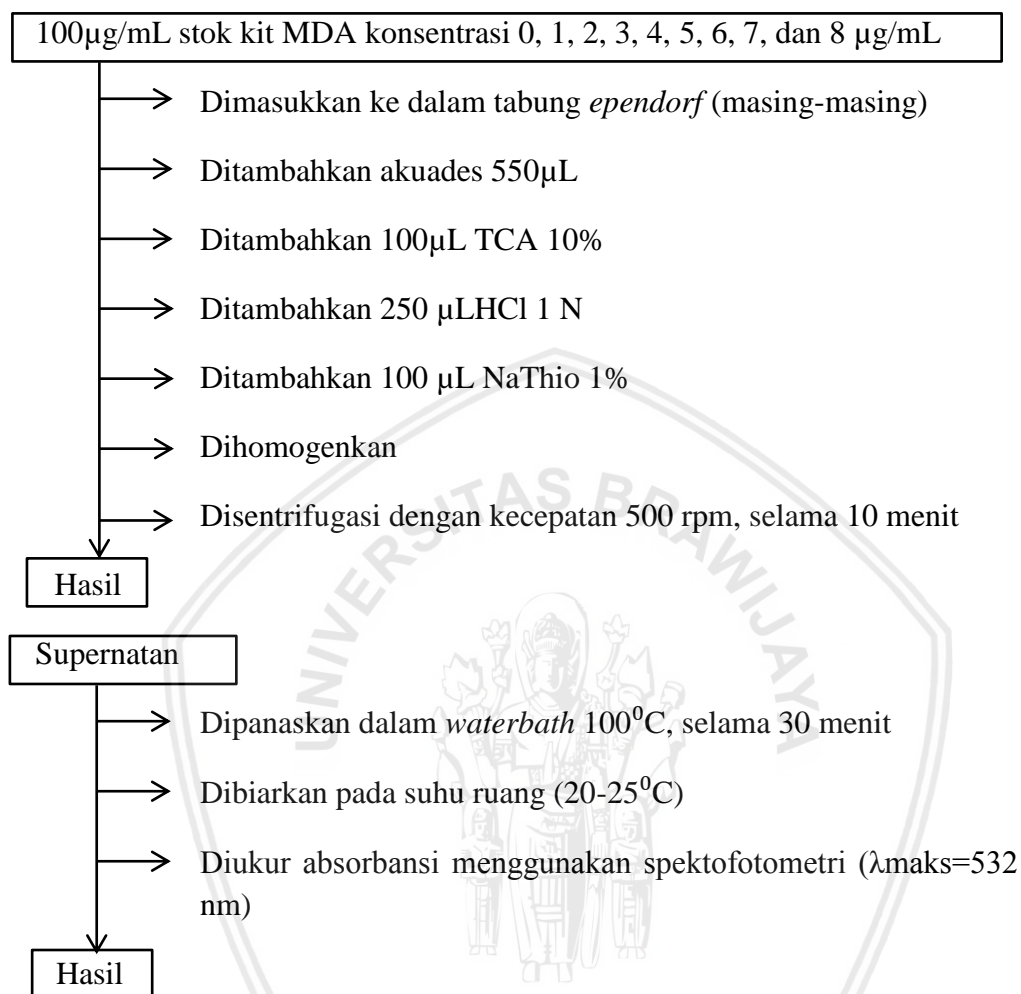 100µg/mL stok kit MDA konsentrasi 0, 1, 2, 3, 4, 5, 6, 7, dan 8 µg/mL
Dimasukkan ke dalam tabung ependorf (masing-masing)
Ditambahkan akuades 550µL
Ditambahkan 100µL TCA 10%
Ditambahkan 250 µLHCl 1 N
Ditambahkan 100 µL NaThio 1%
Dihomogenkan
Disentrifugasi dengan kecepatan 500 rpm, selama 10 menit
Hasil
Supernatan
Dipanaskan dalam waterbath 100⁰C, selama 30 menit
Dibiarkan pada suhu ruang (20-25⁰C)
Diukur absorbansi menggunakan spektofotometri (λmaks=532
nm)
Hasil
UNIVERSITAS BRAWIJAYA